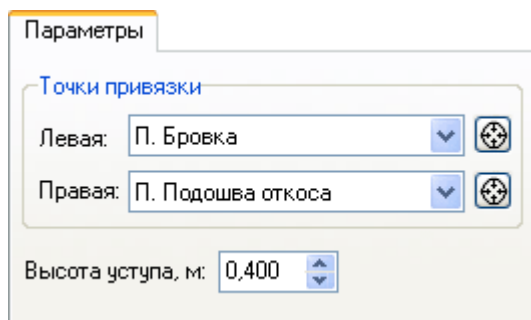 Параметры
Точки привязки
Левая: П. Бровка
Правая: П. Подошва откоса
Высота уступа, м: 0,400